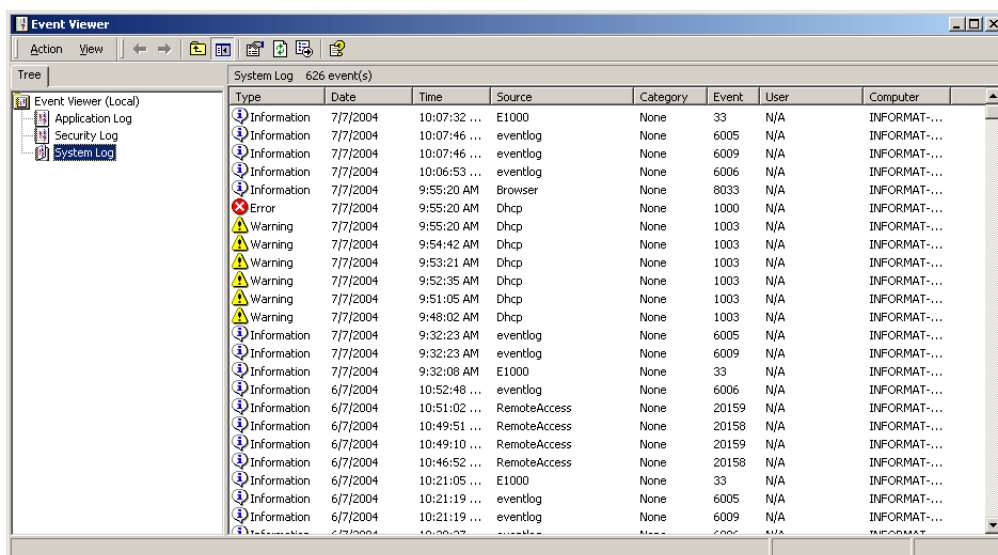 Event Viewer
Action View
Tree
System Log 626 event(s)
Event Viewer (Local)
Application Log
Security Log
System Log
Type Date Time Source Category Event User Computer
Information 7/7/2004 10:07:32 ... E1000 None 33 N/A INFORMAT-...
Information 7/7/2004 10:07:46 ... eventlog None 6005 N/A INFORMAT-...
Information 7/7/2004 10:07:46 ... eventlog None 6009 N/A INFORMAT-...
Information 7/7/2004 10:06:53 ... eventlog None 6006 N/A INFORMAT-...
Information 7/7/2004 9:55:20 AM Browser None 8033 N/A INFORMAT-...
Error 7/7/2004 9:55:20 AM Dhcp None 1000 N/A INFORMAT-...
Warning 7/7/2004 9:55:20 AM Dhcp None 1003 N/A INFORMAT-...
Warning 7/7/2004 9:54:42 AM Dhcp None 1003 N/A INFORMAT-...
Warning 7/7/2004 9:53:21 AM Dhcp None 1003 N/A INFORMAT-...
Warning 7/7/2004 9:52:35 AM Dhcp None 1003 N/A INFORMAT-...
Warning 7/7/2004 9:51:05 AM Dhcp None 1003 N/A INFORMAT-...
Warning 7/7/2004 9:48:02 AM Dhcp None 1003 N/A INFORMAT-...
Information 7/7/2004 9:32:23 AM eventlog None 6005 N/A INFORMAT-...
Information 7/7/2004 9:32:23 AM eventlog None 6009 N/A INFORMAT-...
Information 7/7/2004 9:32:08 AM E1000 None 33 N/A INFORMAT-...
Information 6/7/2004 10:52:48 ... eventlog None 6006 N/A INFORMAT-...
Information 6/7/2004 10:51:02 ... RemoteAccess None 20159 N/A INFORMAT-...
Information 6/7/2004 10:49:51 ... RemoteAccess None 20158 N/A INFORMAT-...
Information 6/7/2004 10:49:10 ... RemoteAccess None 20159 N/A INFORMAT-...
Information 6/7/2004 10:46:52 ... RemoteAccess None 20158 N/A INFORMAT-...
Information 6/7/2004 10:21:05 ... E1000 None 33 N/A INFORMAT-...
Information 6/7/2004 10:21:19 ... eventlog None 6005 N/A INFORMAT-...
Information 6/7/2004 10:21:19 ... eventlog None 6009 N/A INFORMAT-...